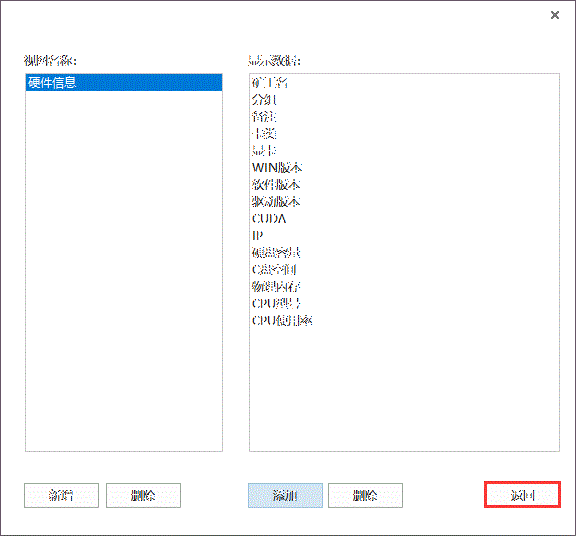 视图名称:
显示数据:
硬件信息
矿工名
分组
备注
卡类
显卡
WIN版本
软件版本
驱动版本
CUDA
IP
硬盘容量
C盘空间
物理内存
CPU型号
CPU使用率
新增
删除
添加
删除
返回